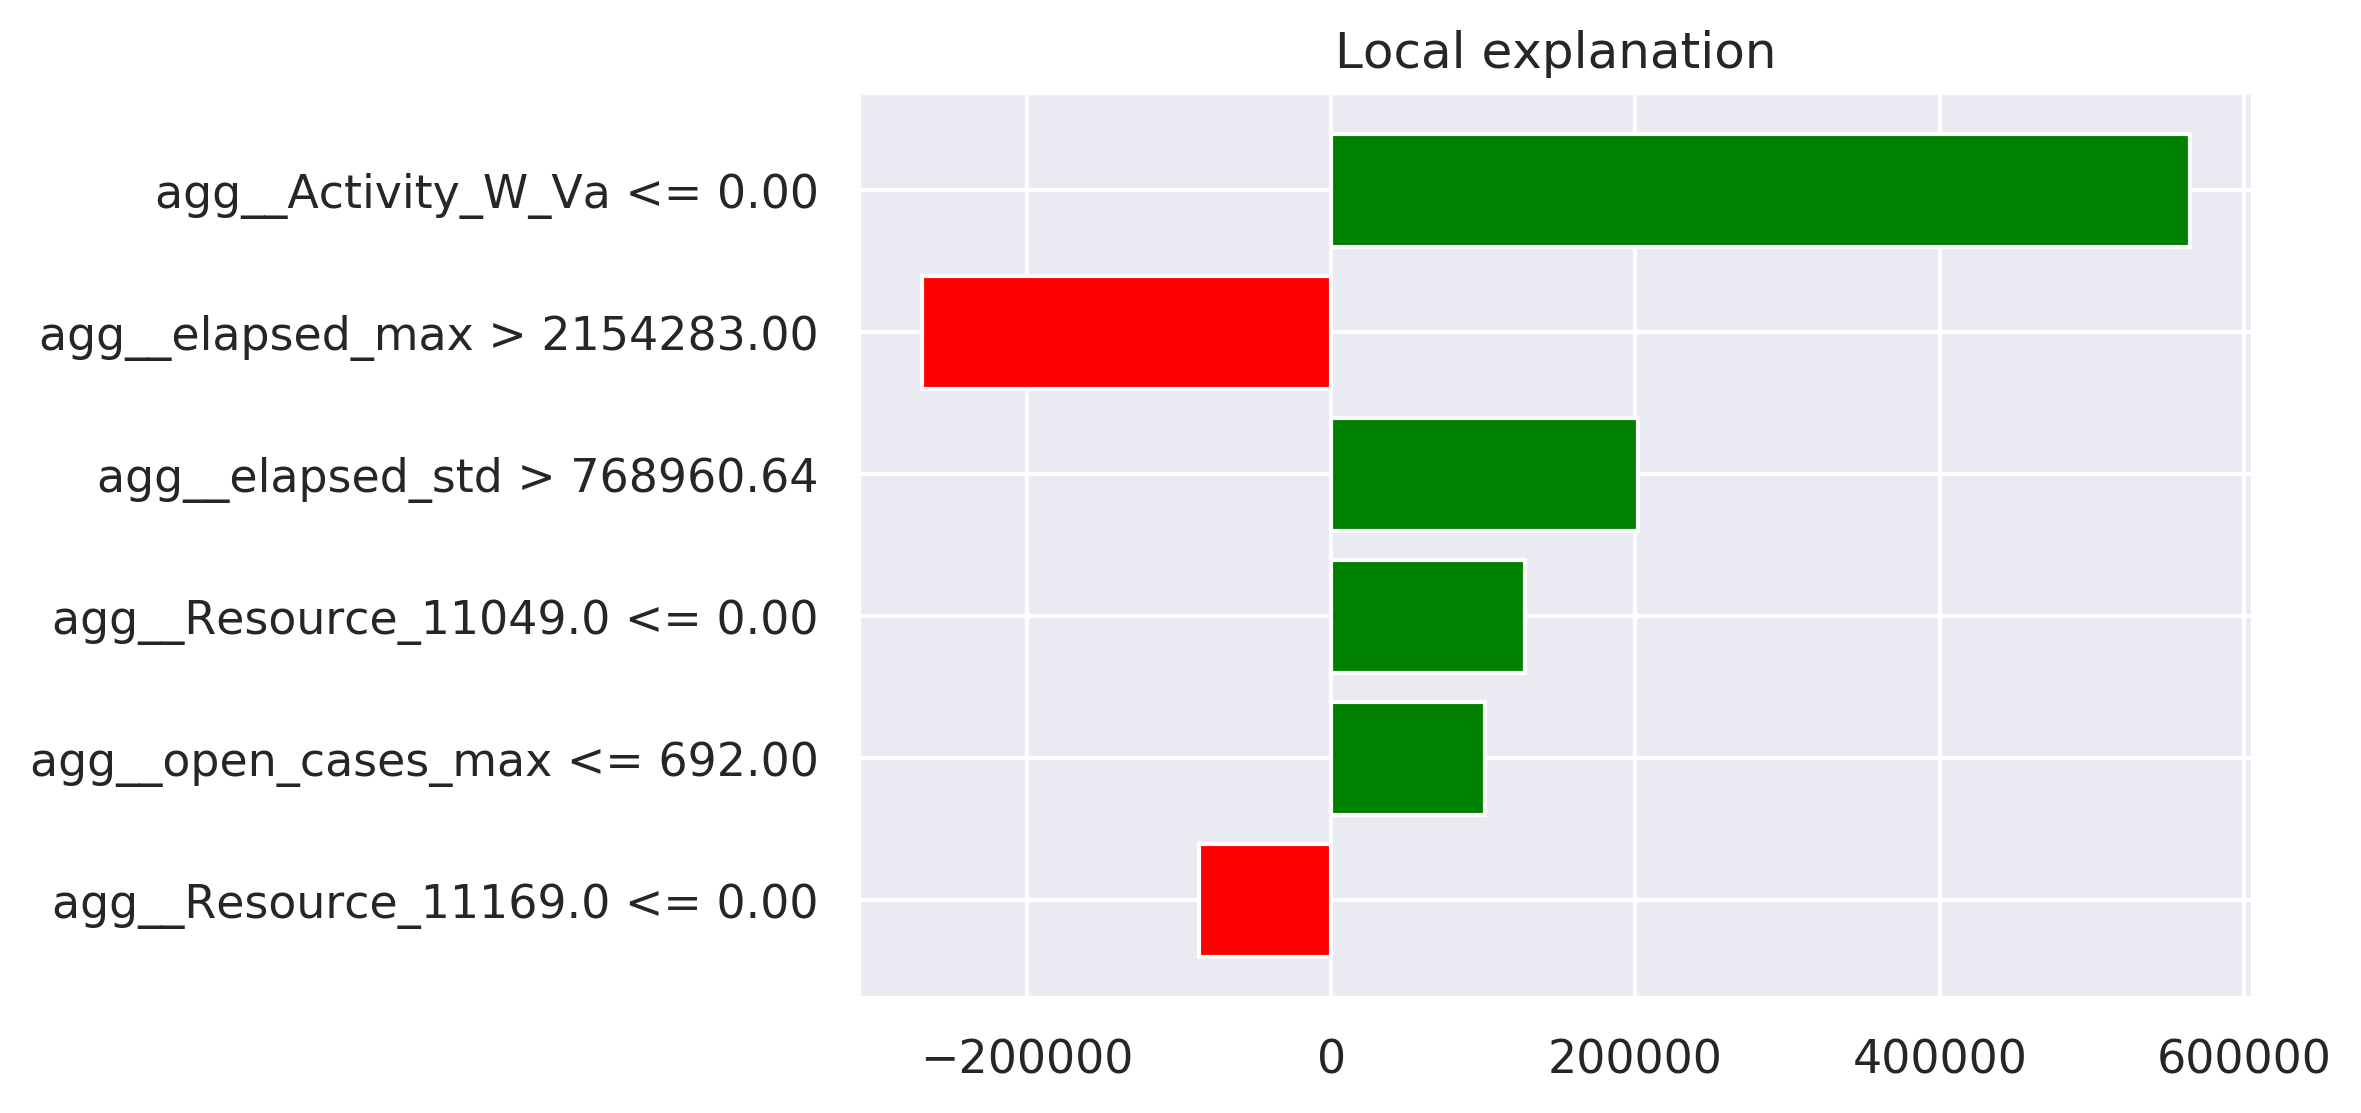 Local explanation
agg__Activity_W_Va <= 0.00
agg__elapsed_max > 2154283.00
agg__elapsed_std > 768960.64
agg__Resource_11049.0 <= 0.00
agg__open_cases_max <= 692.00
agg__Resource_11169.0 <= 0.00
−200000 0 200000 400000 600000